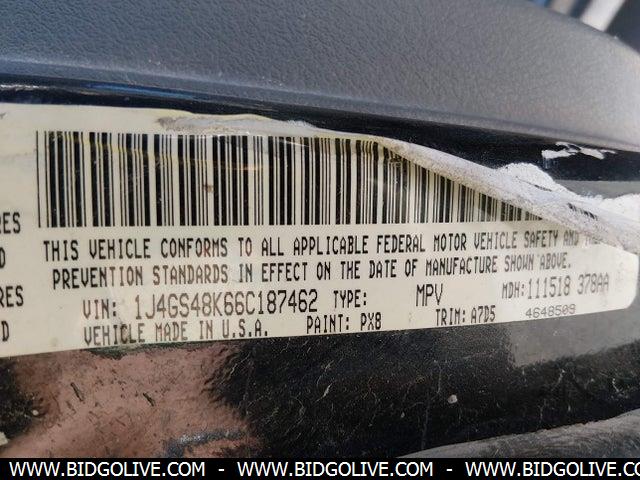 RES
THIS VEHICLE CONFORMS TO ALL APPLICABLE FEDERAL MOTOR VEHICLE SAFETY AND
PREVENTION STANDARDS IN EFFECT ON THE DATE OF MANUFACTURE SHOWN ABOVE.
RES
VIN: 1J4GS48K66C187462 TYPE: MPV MDH: 111518 378AA
VEHICLE MADE IN U.S.A. PAINT: PX8 TRIM: A7D5 4648509
WWW.BIDGOLIVE.COM - WWW.BIDGOLIVE.COM - WWW.BIDGOLIVE.COM